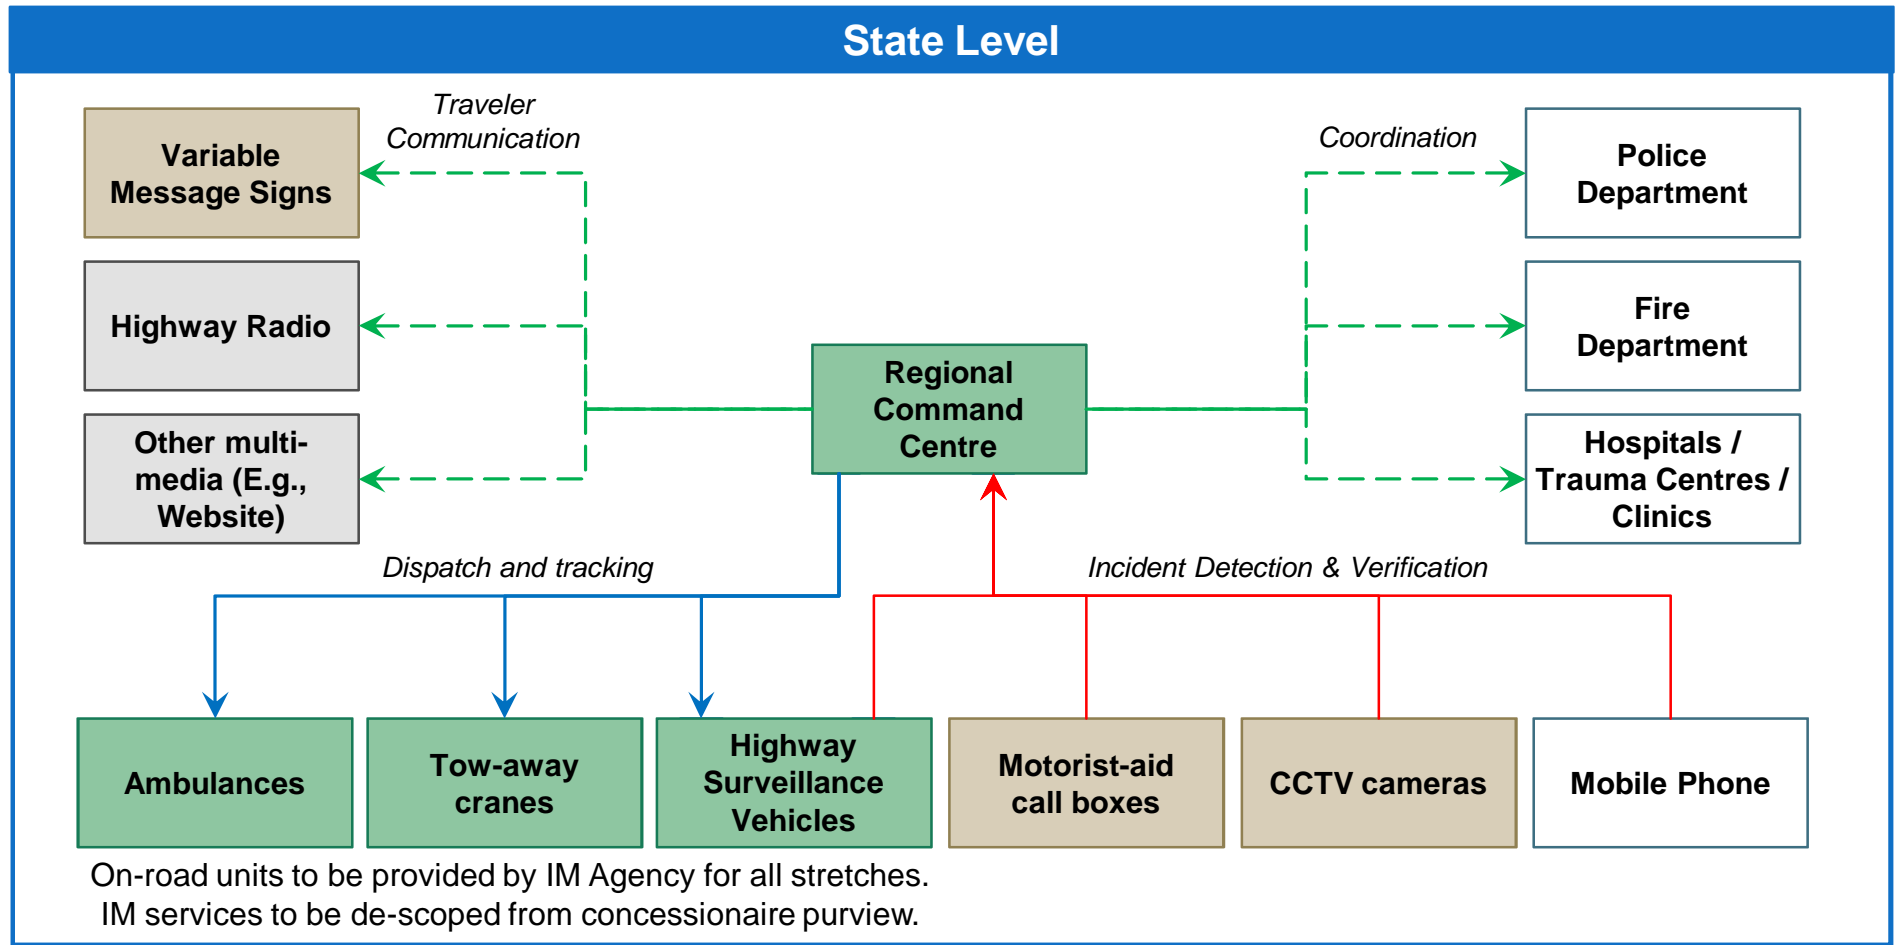 State Level
Traveler
Communication
Coordination
Variable
Message Signs
Police
Department
Highway Radio
Fire
Department
Regional
Command
Centre
Other multi-
media (E.g.,
Website)
Hospitals /
Trauma Centres /
Clinics
Dispatch and tracking
Incident Detection & Verification
Ambulances
Tow-away
cranes
Highway
Surveillance
Vehicles
Motorist-aid
call boxes
CCTV cameras
Mobile Phone
On-road units to be provided by IM Agency for all stretches.
IM services to be de-scoped from concessionaire purview.